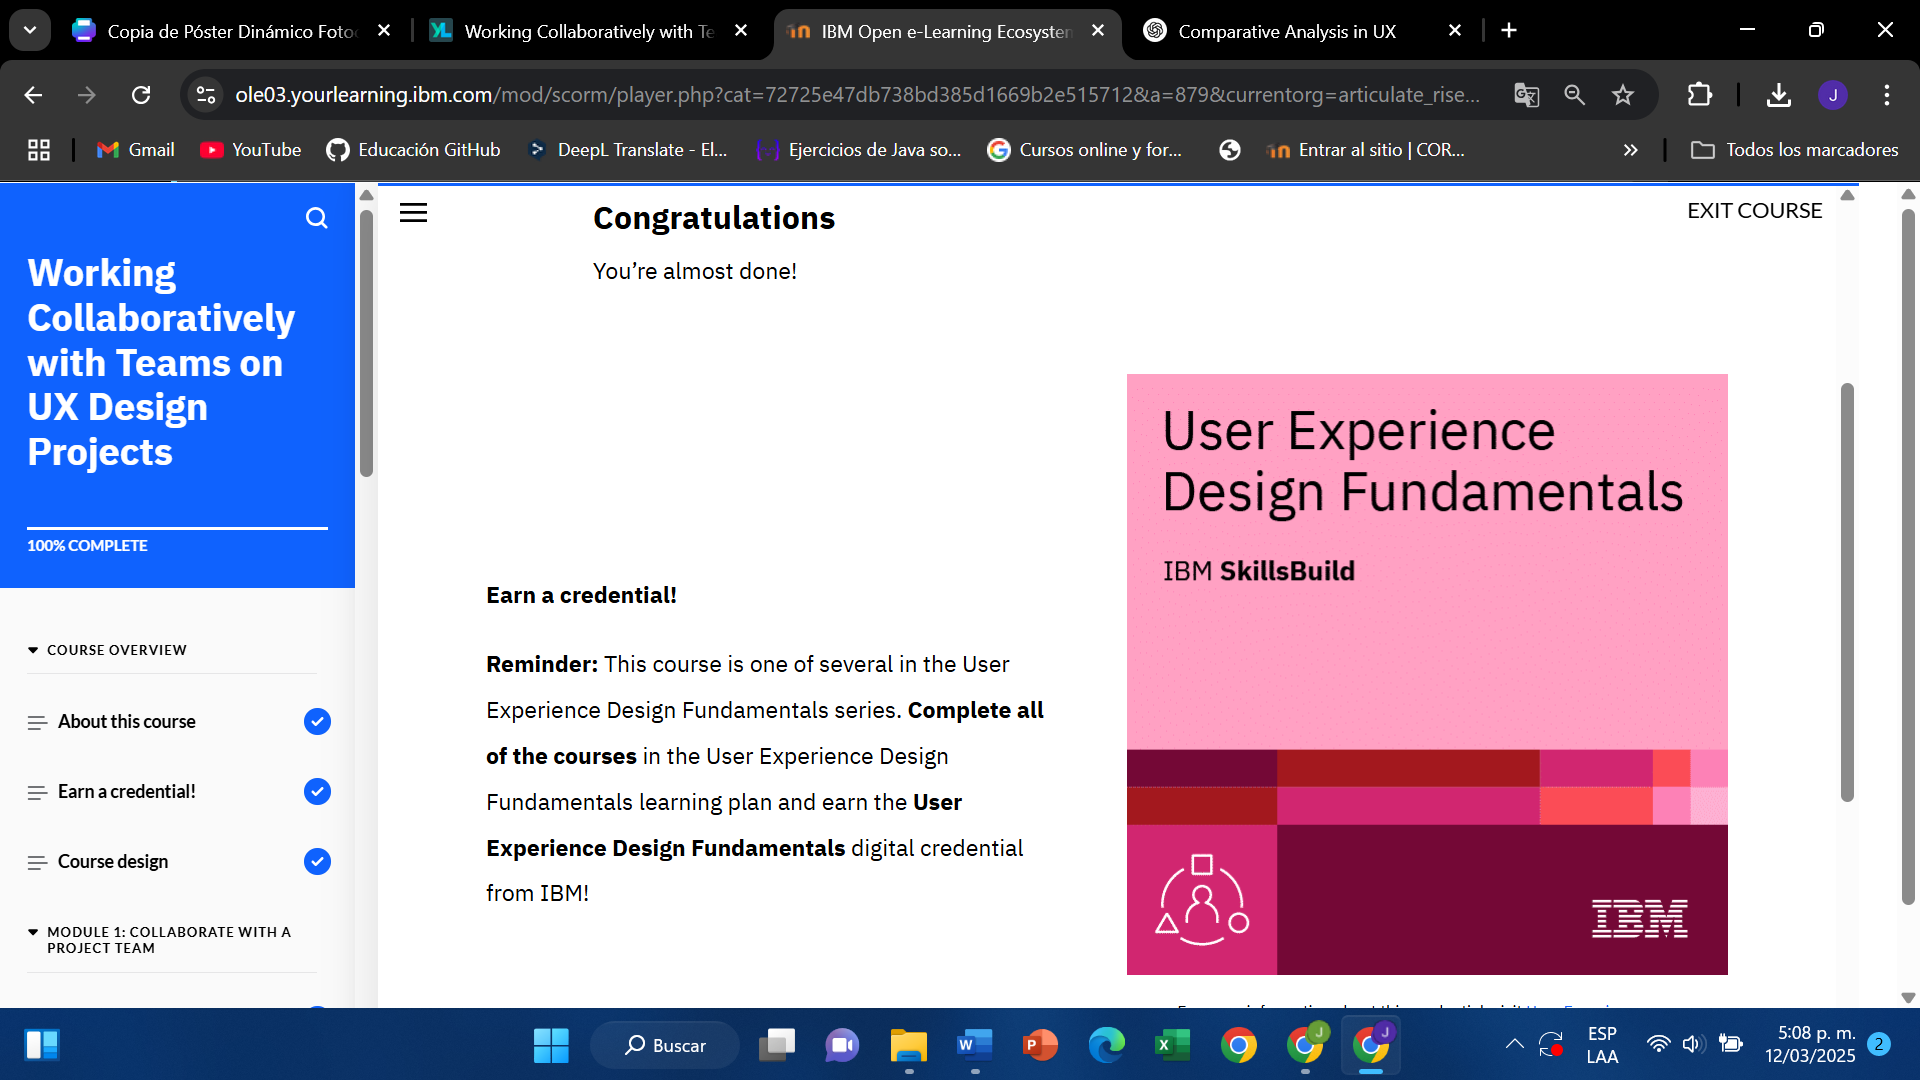 Copia de Póster Dinámico Foto
Working Collaboratively with Te
IBM Open e-Learning Ecosystem
Comparative Analysis in UX
ole03.yourlearning.ibm.com/mod/scorm/player.php?cat=72725e47db738bd385d1669b2e515712&a=879&currentorg=articulate_rise...
J
Gmail
YouTube
Educación GitHub
DeepL Translate - El...
Ejercicios de Java so...
Cursos online y for...
Entrar al sitio | COR...
Todos los marcadores
Working
Collaboratively
with Teams on
UX Design
Projects
100% COMPLETE
COURSE OVERVIEW
About this course
Earn a credential!
Course design
MODULE 1: COLLABORATE WITH A
PROJECT TEAM
Congratulations
EXIT COURSE
You're almost done!
Earn a credential!
Reminder: This course is one of several in the User
Experience Design Fundamentals series. Complete all
of the courses in the User Experience Design
Fundamentals learning plan and earn the User
Experience Design Fundamentals digital credential
from IBM!
User Experience
Design Fundamentals
IBM SkillsBuild
IBM
Buscar
ESP
LAA
5:08 p. m.
12/03/2025
2